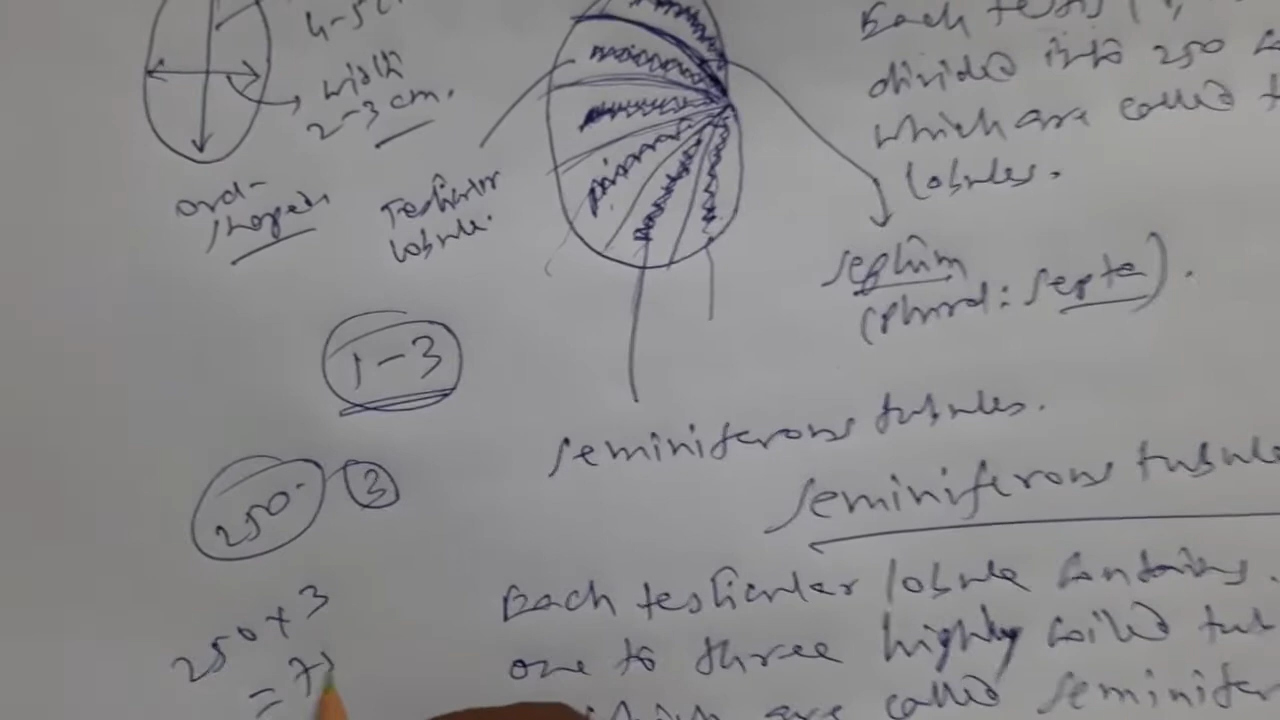 4-5
width
2-3 cm.
oval-
shaped
Testicular
lobule.
Each testis
divided into 250
which are called
lobules.
septum
(Plural: septa).
1-3
seminiferous tubules.
250.
3
seminiferous tubule
250 × 3
= 75
Each testicular lobule contains
one to three highly coiled tub
which are called seminifer